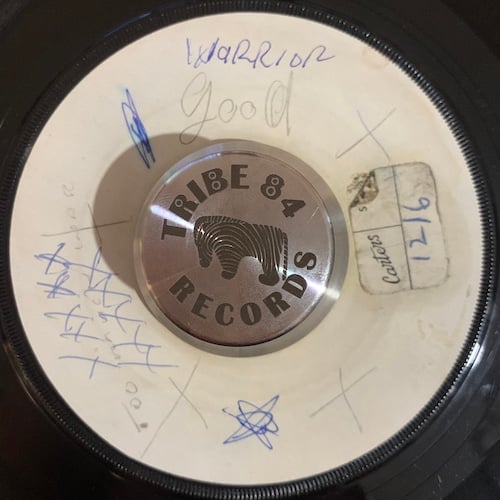 WARRIOR
Good
TRIBE 84
RECORDS
Carters
s
12/6